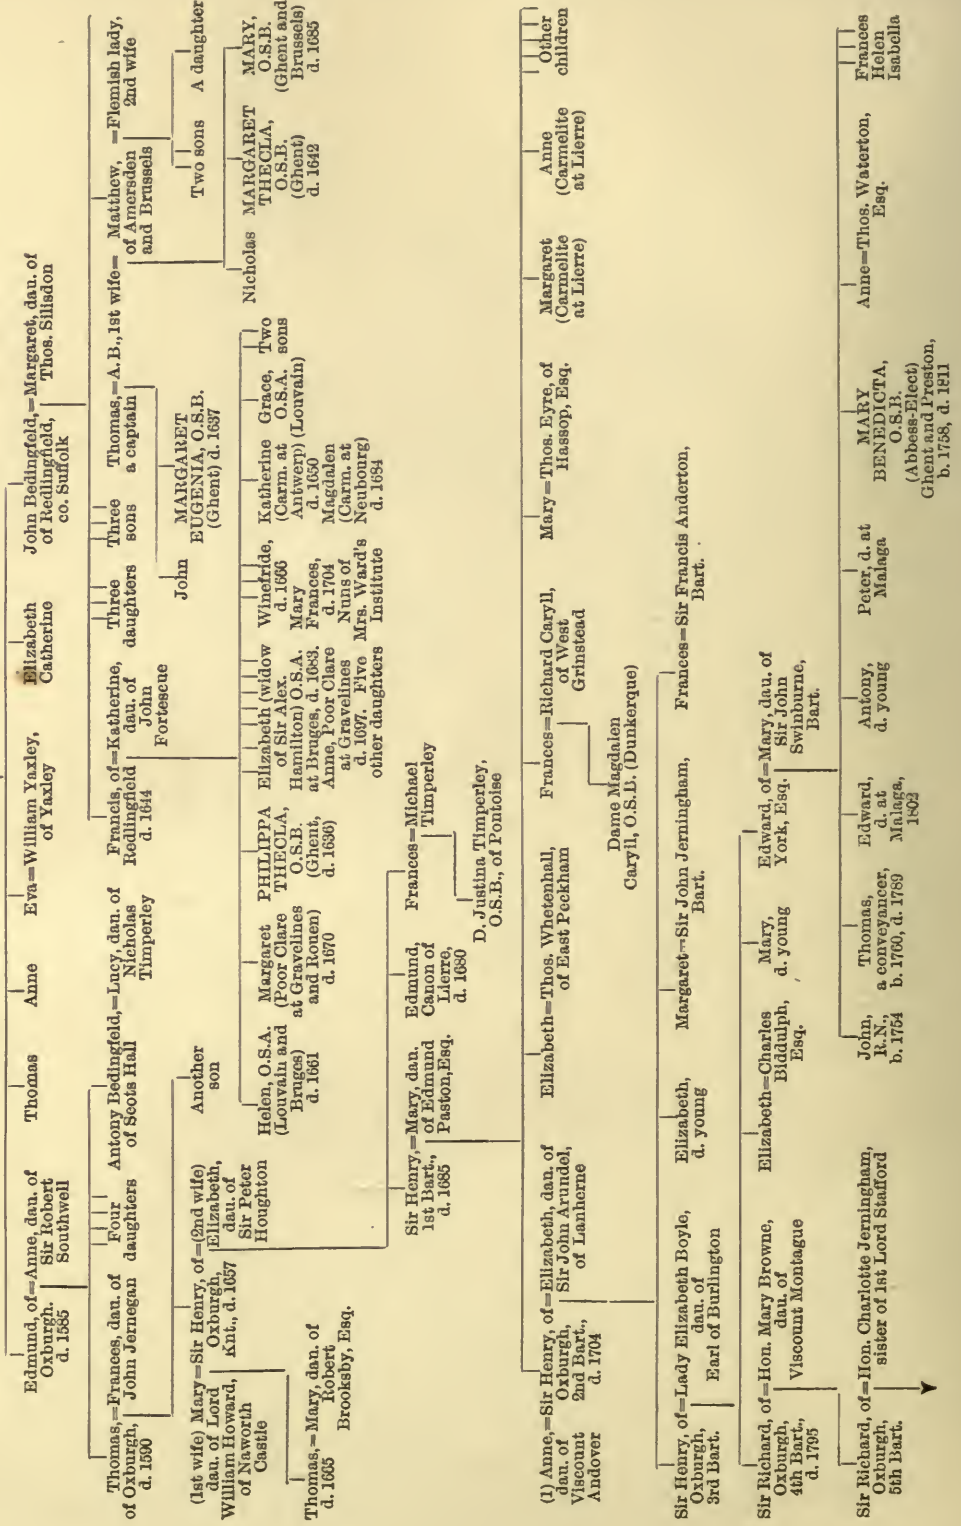 Edmund, of=Anne, dau. of
Oxburgh. Sir Robert
d. 1585 Southwell
Thomas
Anne
Eva=William Yaxley,
of Yaxley
Elizabeth
Catherine
John Bedingfeld,=Margaret, dau. of
of Redlingfield, Thos. Silisdon
co. Suffolk
Thomas,=Frances, dau. of
of Oxburgh, John Jernegan
d. 1590
Four
daughters
Antony Bedingfeld,=Lucy, dau. of
of Scots Hall Nicholas
Timperley
Francis, of=Katherine,
Redlingfield dau. of
d. 1644 John
Fortescue
Three
daughters
Three
sons
Thomas,=A.B., 1st wife= Matthew, =Flemish lady,
a captain of Amersden 2nd wife
and Brussels
(1st wife) Mary=Sir Henry, of=(2nd wife)
dau. of Lord Oxburgh, Elizabeth,
William Howard, Knt., d. 1657 dau. of
of Naworth Sir Peter
Castle Houghton
Another
son
John
MARGARET
EUGENIA, O.S.B.
(Ghent) d. 1697
Two sons
A daughter
Helen, O.S.A.
(Louvain and
Bruges)
d. 1661
Margaret
(Poor Clare
at Gravelines
and Rouen)
d. 1670
PHILIPPA
THECLA,
O.S.B.
(Ghent,
d. 1636)
Elizabeth (widow
of Sir Alex.
Hamilton) O.S.A.
at Bruges, d. 1683.
Anne, Poor Clare
at Gravelines
d. 1697. Five
other daughters
Winefride,
d. 1666
Mary
Frances,
d. 1704
Nuns of
Mrs. Ward's
Institute
Katherine
(Carm. at
Antwerp)
d. 1650
Magdalen
(Carm. at
Neubourg)
d. 1684
Grace,
O.S.A.
(Louvain)
Two
sons
Nicholas
MARGARET
THECLA,
O.S.B.
(Ghent)
d. 1642
MARY,
O.S.B.
(Ghent and
Brussels)
d. 1685
Thomas,=Mary, dau. of
d. 1665 Robert
Brooksby, Esq.
Sir Henry,=Mary, dau.
1st Bart., of Edmund
d. 1685 Paston, Esq.
Edmund,
Canon of
Lierre,
d. 1680
Frances=Michael
Timperley
D. Justina Timperley,
O.S.B., of Pontoise
(1) Anne,=Sir Henry, of=Elizabeth, dau. of
dau. of Oxburgh, Sir John Arundel,
Viscount 2nd Bart., of Lanherne
Andover d. 1704
Elizabeth=Thos. Whetenhall,
of East Peckham
Frances=Richard Caryll,
of West
Grinstead
Mary=Thos. Eyre, of
Hassop, Esq.
Margaret
(Carmelite
at Lierre)
Anne
(Carmelite
at Lierre)
Other
children
Dame Magdalen
Caryll, O.S.B. (Dunkerque)
Sir Henry, of=Lady Elizabeth Boyle,
Oxburgh, dau. of
3rd Bart. Earl of Burlington
Elizabeth,
d. young
Margaret=Sir John Jerningham,
Bart.
Frances=Sir Francis Anderton,
Bart.
Sir Richard, of=Hon. Mary Browne,
Oxburgh, dau. of
4th Bart., Viscount Montague
d. 1795
Elizabeth=Charles
Biddulph,
Esq.
Mary,
d. young
Edward, of=Mary, dau. of
York, Esq. Sir John
Swinburne,
Bart.
Sir Richard, of=Hon. Charlotte Jerningham,
Oxburgh, sister of 1st Lord Stafford
5th Bart.
John,
R.N.,
b. 1754
Thomas,
a conveyancer,
b. 1760, d. 1789
Edward,
d. at
Malaga,
1802
Antony,
d. young
Peter, d. at
Malaga
MARY
BENEDICTA,
O.S.B.
(Abbess-Elect)
Ghent and Preston,
b. 1758, d. 1811
Anne=Thos. Waterton,
Esq.
Frances
Helen
Isabella